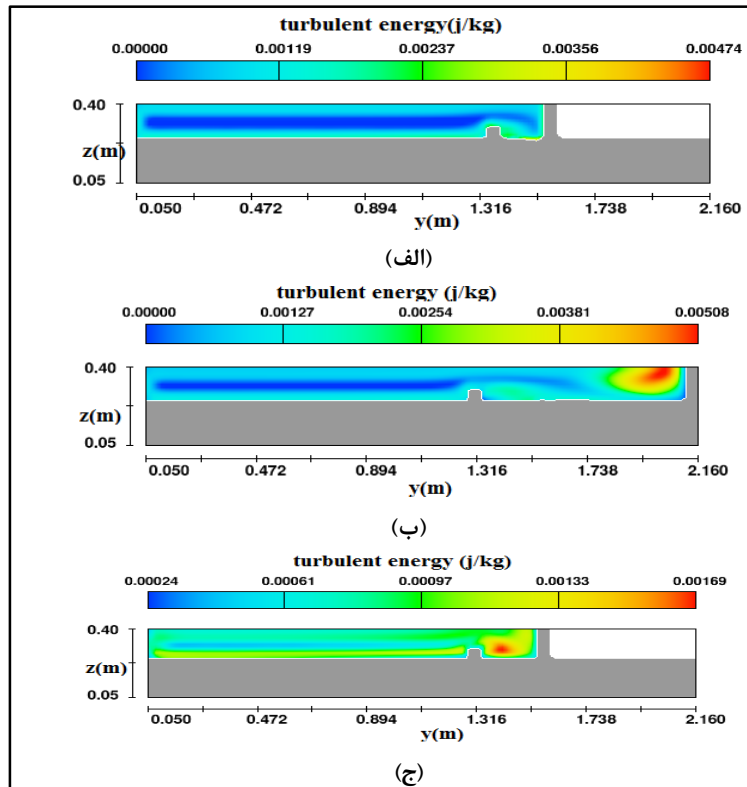 turbulent energy(j/kg)
0.00000 0.00119 0.00237 0.00356 0.00474
0.40
z(m)
0.05
0.050 0.472 0.894 1.316 1.738 2.160
y(m)
(الف)
turbulent energy (j/kg)
0.00000 0.00127 0.00254 0.00381 0.00508
0.40
z(m)
0.05
0.050 0.472 0.894 1.316 1.738 2.160
y(m)
(ب)
turbulent energy (j/kg)
0.00024 0.00061 0.00097 0.00133 0.00169
0.40
z(m)
0.05
0.050 0.472 0.894 1.316 1.738 2.160
y(m)
(ج)